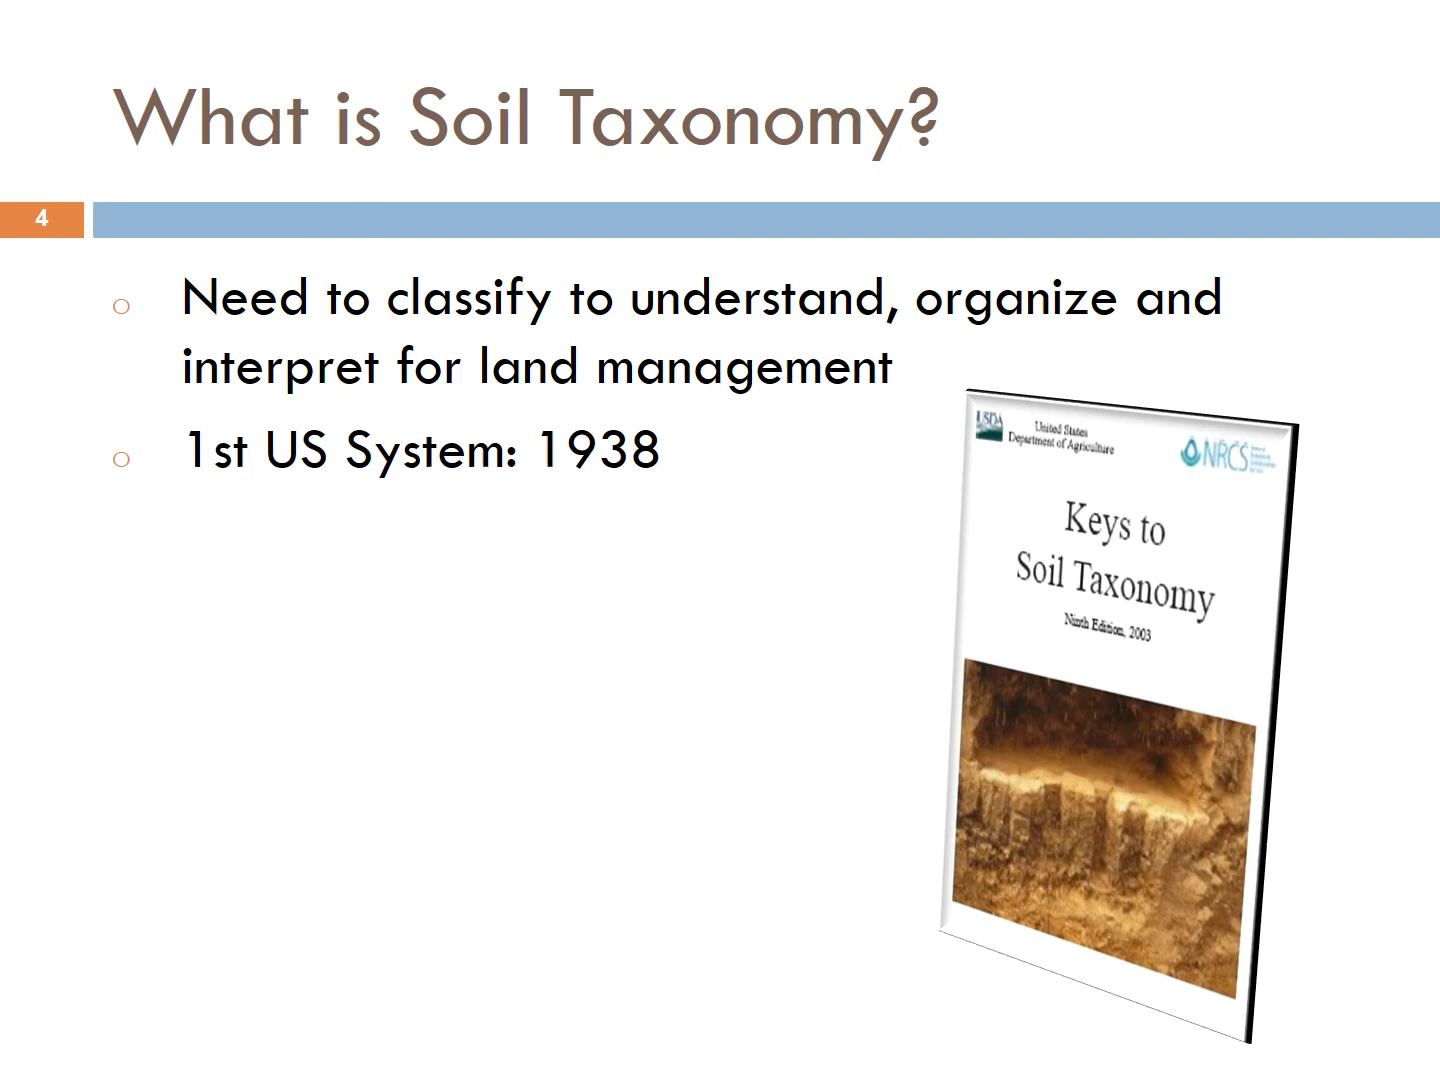 What is Soil Taxonomy?
4
Need to classify to understand, organize and
interpret for land management
1st US System: 1938
USDA
United States
Department of Agriculture
NRCS
Keys to
Soil Taxonomy
Ninth Edition, 2003